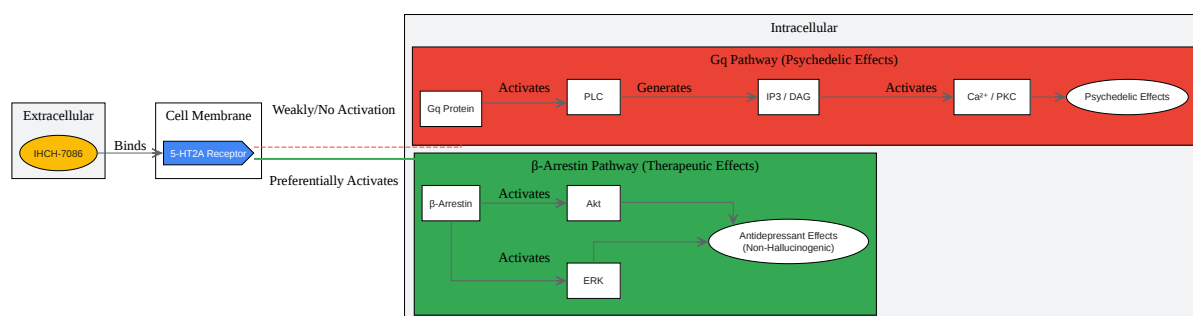 Intracellular
Gq Pathway (Psychedelic Effects)
Activates
Generates
Activates
Gq Protein
PLC
IP3 / DAG
Ca²⁺ / PKC
Psychedelic Effects
Extracellular
IHCH-7086
Binds
Cell Membrane
5-HT2A Receptor
Weakly/No Activation
Preferentially Activates
β-Arrestin Pathway (Therapeutic Effects)
β-Arrestin
Activates
Akt
Activates
ERK
Antidepressant Effects
(Non-Hallucinogenic)